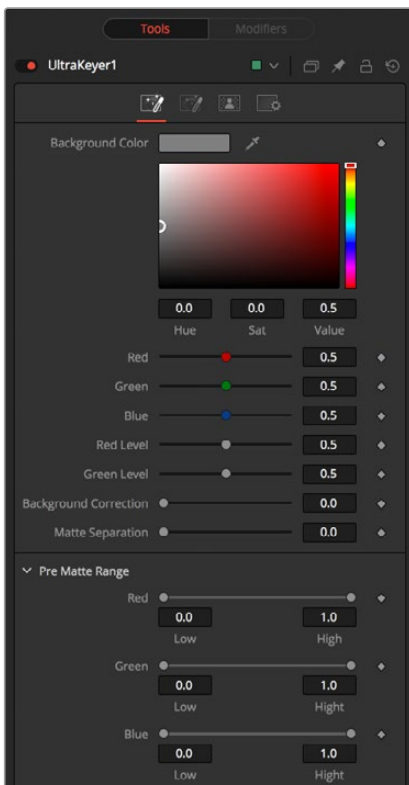 Tools Modifiers
UltraKeyer1
Background Color
0.0 0.0 0.5
Hue Sat Value
Red 0.5
Green 0.5
Blue 0.5
Red Level 0.5
Green Level 0.5
Background Correction 0.0
Matte Separation 0.0
Pre Matte Range
Red
0.0 1.0
Low High
Green
0.0 1.0
Low Hight
Blue
0.0 1.0
Low Hight